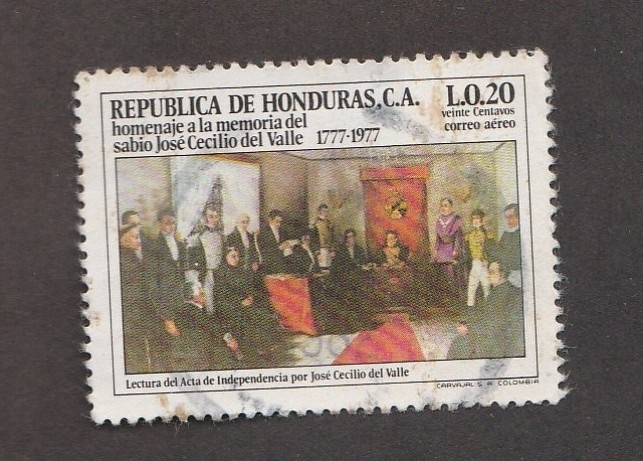 REPUBLICA DE HONDURAS, C.A.
homenaje a la memoria del
sabio José Cecilio del Valle 1777-1977
L.0.20
veinte Centavos
correo aéreo
Lectura del Acta de Independencia por José Cecilio del Valle
CARVAJAL S. A. COLOMBIA